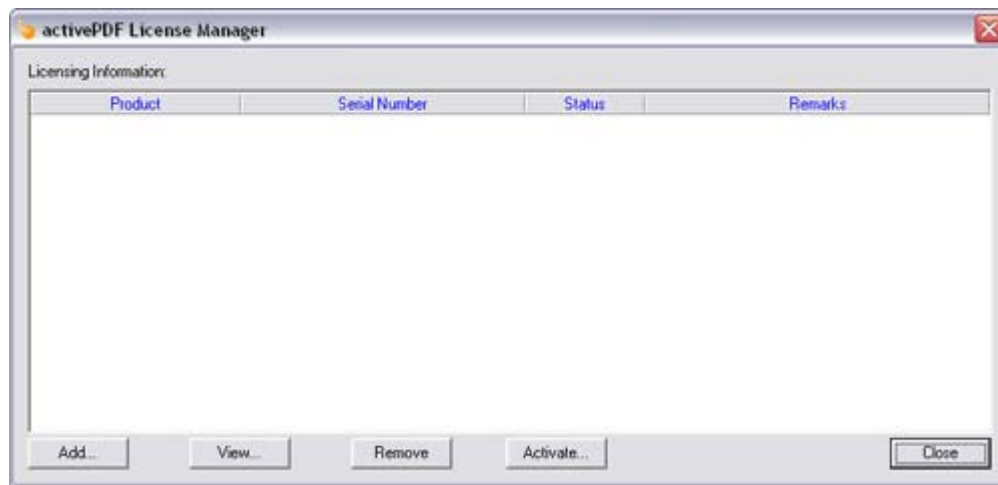 activePDF License Manager
Licensing Information:
Product Serial Number Status Remarks
Add... View... Remove Activate... Close